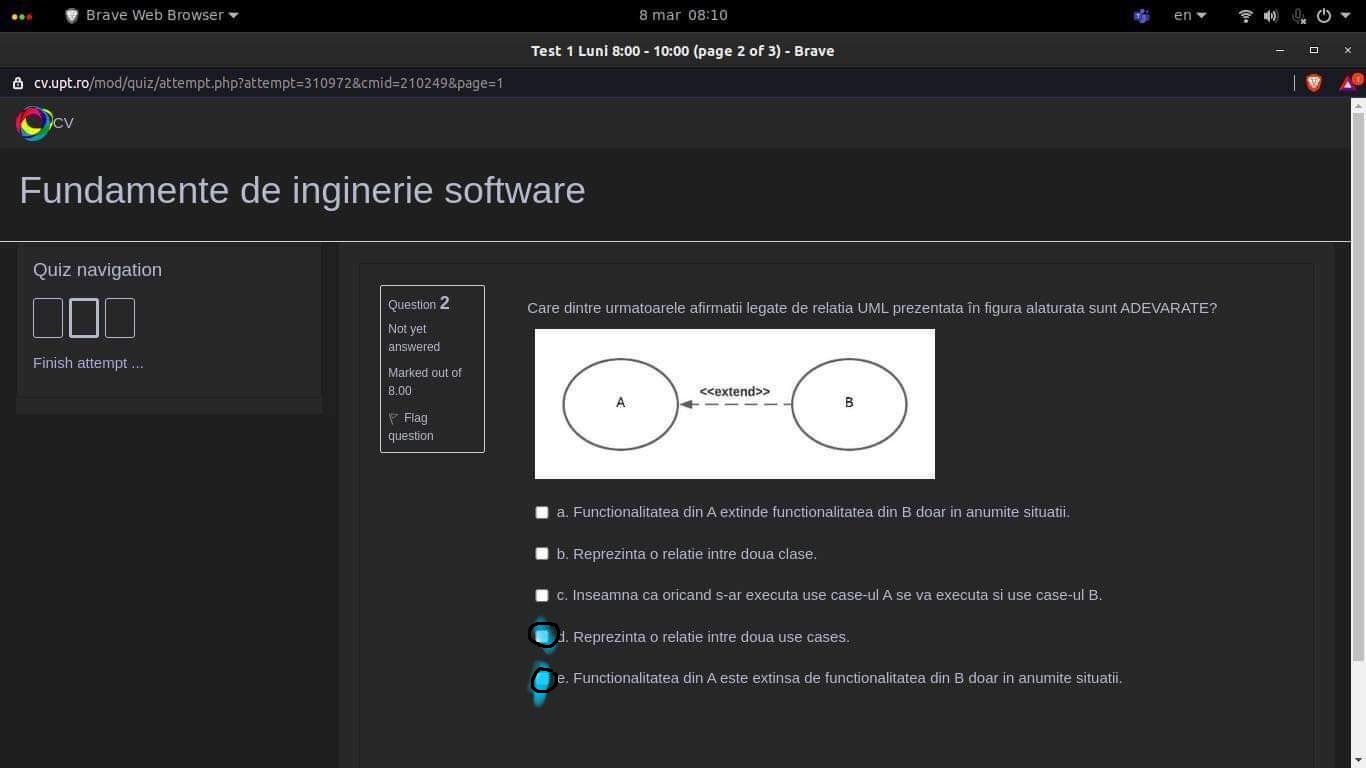 Brave Web Browser
8 mar 08:10
en
Test 1 Luni 8:00 - 10:00 (page 2 of 3) - Brave
cv.upt.ro/mod/quiz/attempt.php?attempt=310972&cmid=210249&page=1
CV
Fundamente de inginerie software
Quiz navigation
Finish attempt ...
Question 2
Not yet
answered
Marked out of
8.00
Flag
question
Care dintre urmatoarele afirmatii legate de relatia UML prezentata în figura alaturata sunt ADEVARATE?
A
<<extend>>
B
a. Functionalitatea din A extinde functionalitatea din B doar in anumite situatii.
b. Reprezinta o relatie intre doua clase.
c. Inseamna ca oricand s-ar executa use case-ul A se va executa si use case-ul B.
d. Reprezinta o relatie intre doua use cases.
e. Functionalitatea din A este extinsa de functionalitatea din B doar in anumite situatii.